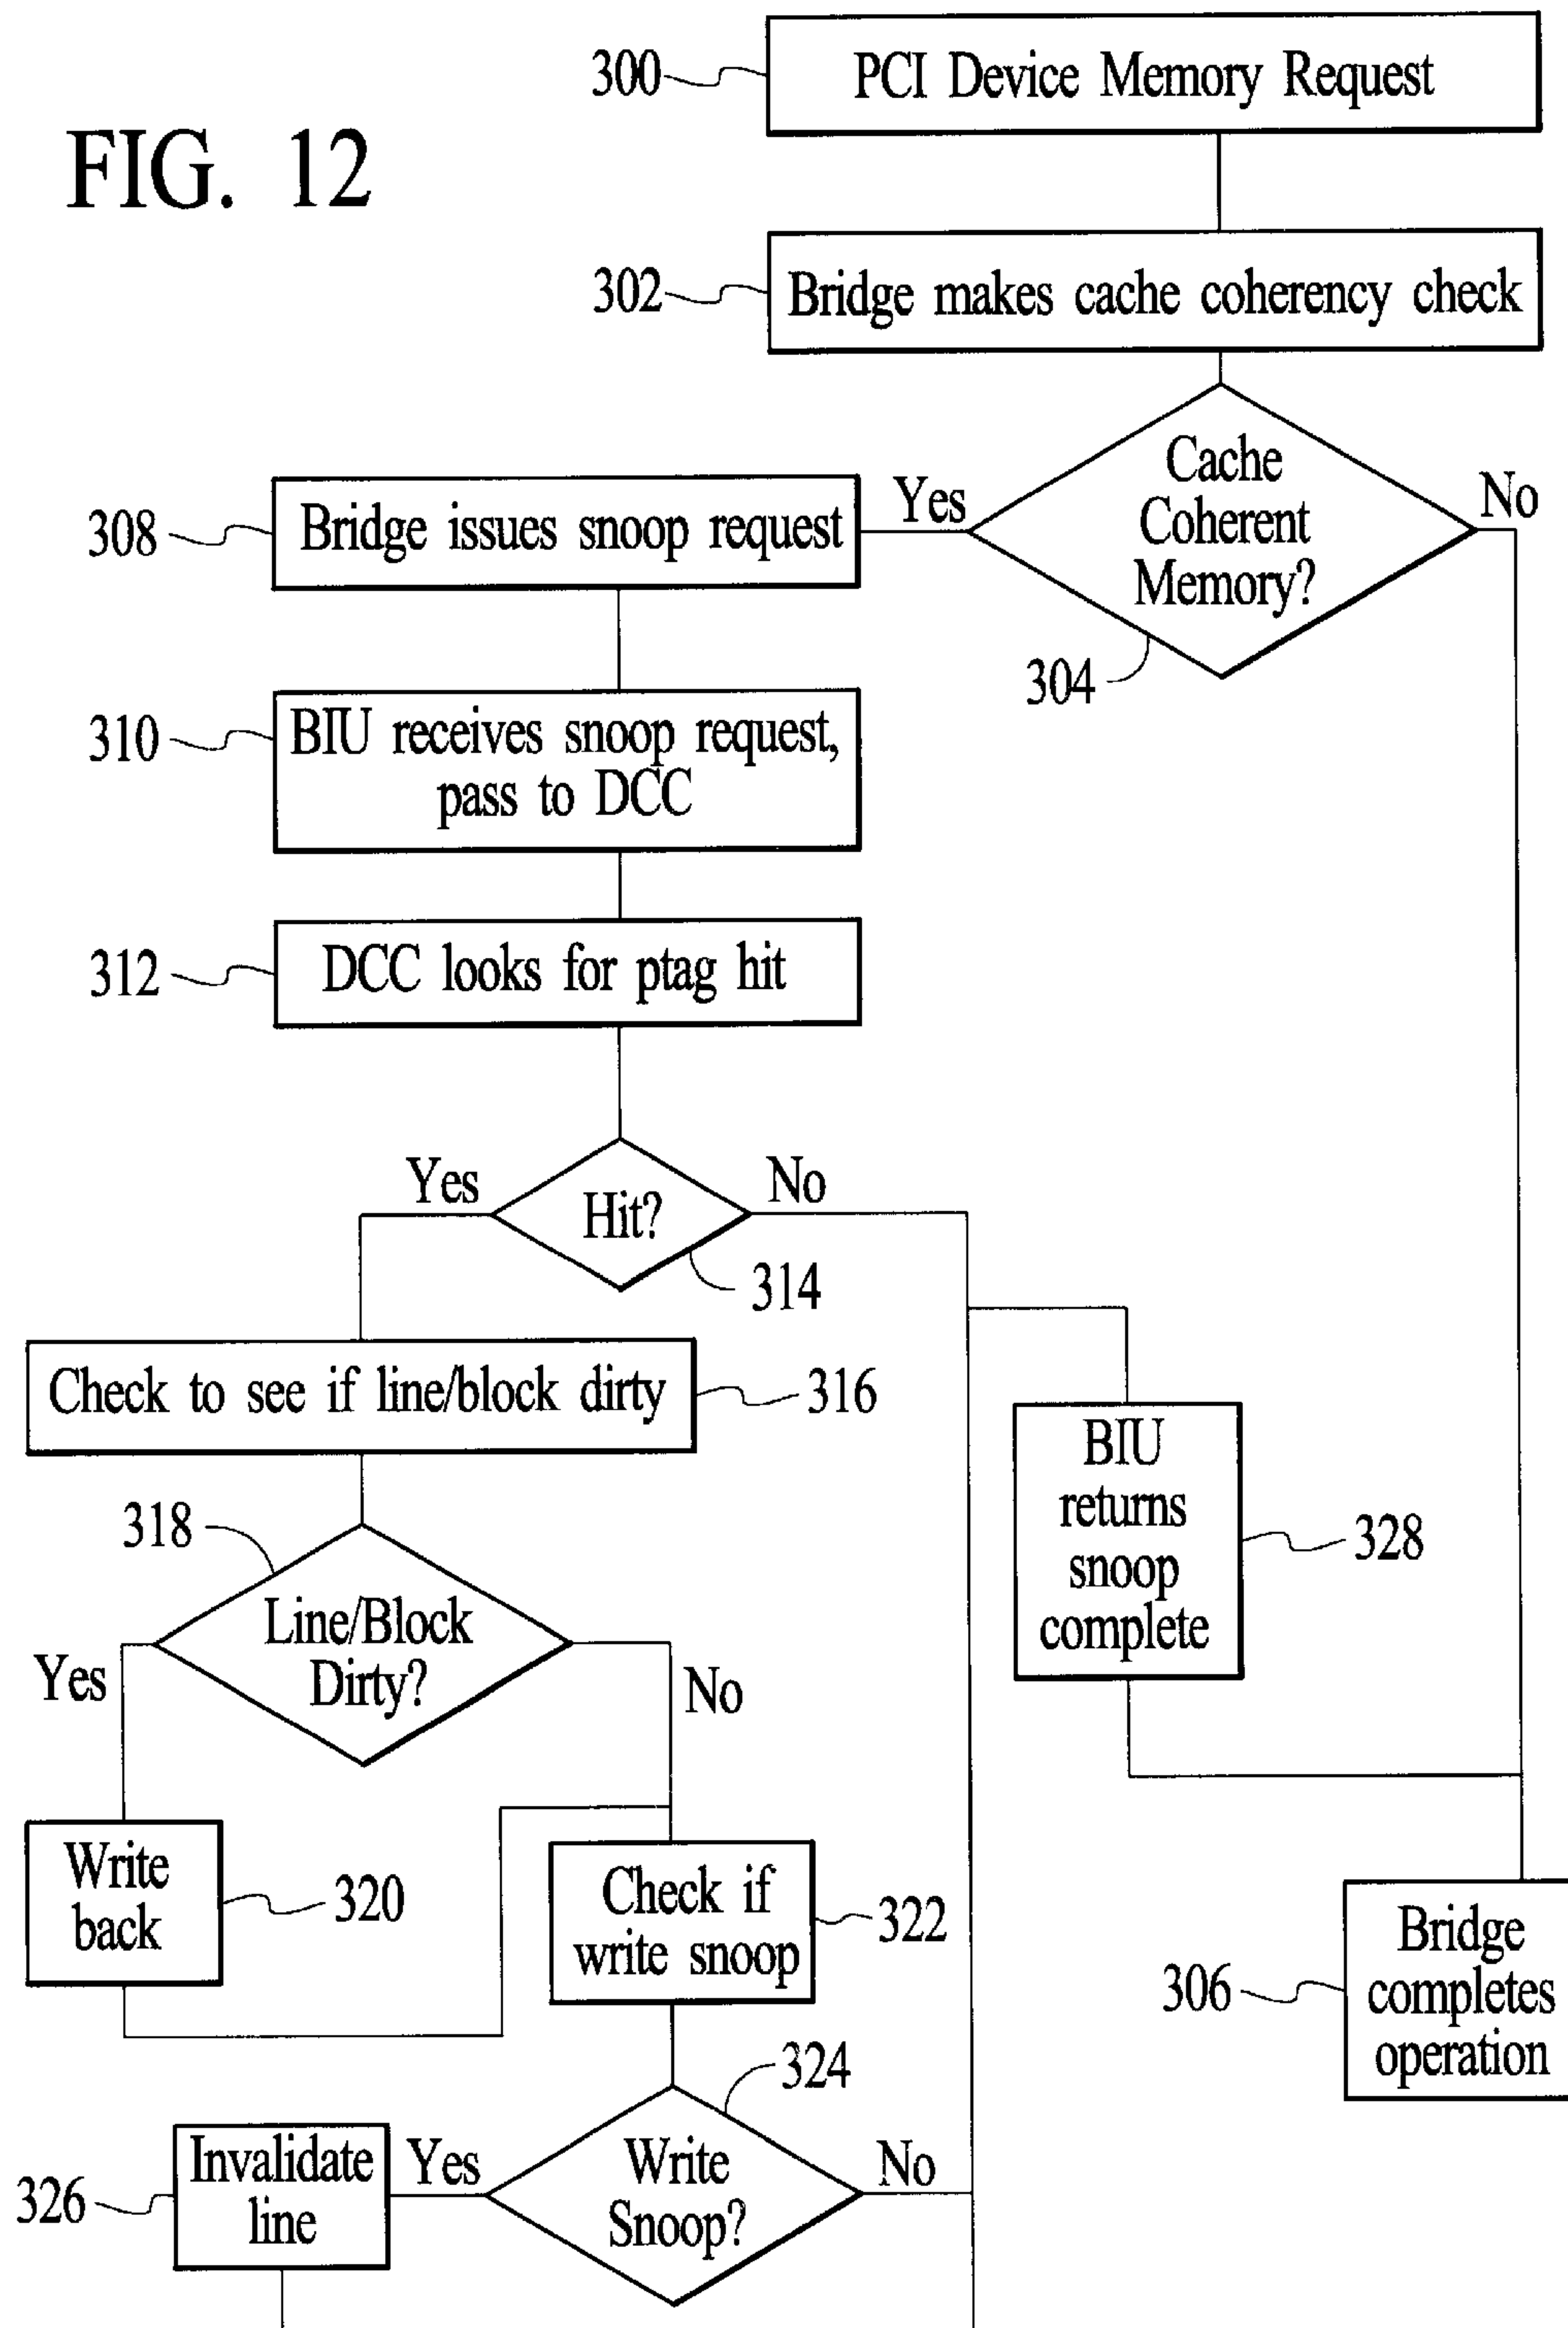 FIG. 12
300
PCI Device Memory Request
302
Bridge makes cache coherency check
Cache
Coherent
Memory?
304
Yes
No
308
Bridge issues snoop request
310
BIU receives snoop request,
pass to DCC
312
DCC looks for ptag hit
Hit?
314
Yes
No
Check to see if line/block dirty
316
318
Line/Block
Dirty?
Yes
No
BIU
returns
snoop
complete
328
Write
back
320
Check if
write snoop
322
306
Bridge
completes
operation
324
Write
Snoop?
Yes
No
326
Invalidate
line